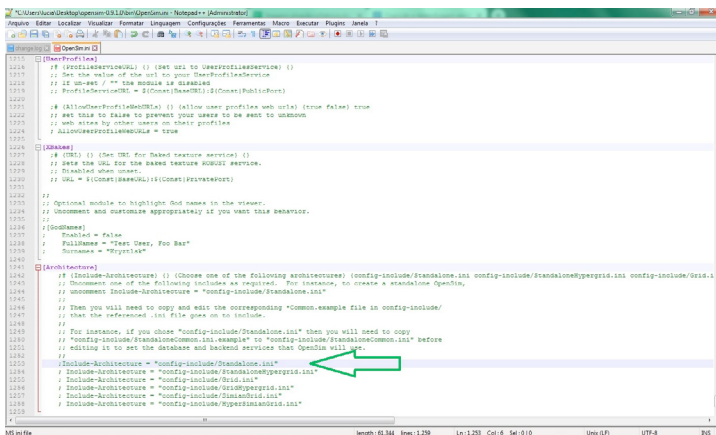 *C:\Users\lucia\Desktop\opensim-0.9.1.0\bin\OpenSim.ini - Notepad++ [Administrator]
Arquivo Editar Localizar Visualizar Formatar Linguagem Configurações Ferramentas Macro Executar Plugins Janela ?
change log OpenSim.ini
1215 [UserProfiles]
1216 ;# {ProfileServiceURL} {} {Set url to UserProfilesService} {}
1217 ;; Set the value of the url to your UserProfilesService
1218 ;; If un-set / "" the module is disabled
1219 ;; ProfileServiceURL = ${Const|BaseURL}:${Const|PublicPort}
1220
1221 ;# {AllowUserProfileWebURLs} {} {allow user profiles web urls} {true false} true
1222 ;; set this to false to prevent your users to be sent to unknown
1223 ;; web sites by other users on their profiles
1224 ; AllowUserProfileWebURLs = true
1225
1226 [XBakes]
1227 ;# {URL} {} {Set URL for Baked texture service} {}
1228 ;; Sets the URL for the baked texture ROBUST service.
1229 ;; Disabled when unset.
1230 ;; URL = ${Const|BaseURL}:${Const|PrivatePort}
1231
1232 ;;
1233 ;; Optional module to highlight God names in the viewer.
1234 ;; Uncomment and customize appropriately if you want this behavior.
1235 ;;
1236 ;[GodNames]
1237 ; Enabled = false
1238 ; FullNames = "Test User, Foo Bar"
1239 ; Surnames = "Krystisk"
1240
1241 [Architecture]
1242 ;# {Include-Architecture} {} {Choose one of the following architectures} {config-include/Standalone.ini config-include/StandaloneHypergrid.ini config-include/Grid.i
1243 ;; Uncomment one of the following includes as required. For instance, to create a standalone OpenSim,
1244 ;; uncomment Include-Architecture = "config-include/Standalone.ini"
1245 ;;
1246 ;; Then you will need to copy and edit the corresponding *Common.example file in config-include/
1247 ;; that the referenced .ini file goes on to include.
1248 ;;
1249 ;; For instance, if you chose "config-include/Standalone.ini" then you will need to copy
1250 ;; "config-include/StandaloneCommon.ini.example" to "config-include/StandaloneCommon.ini" before
1251 ;; editing it to set the database and backend services that OpenSim will use.
1252 ;;
1253 ;Include-Architecture = "config-include/Standalone.ini"
1254 ; Include-Architecture = "config-include/StandaloneHypergrid.ini"
1255 ; Include-Architecture = "config-include/Grid.ini"
1256 ; Include-Architecture = "config-include/GridHypergrid.ini"
1257 ; Include-Architecture = "config-include/SimianGrid.ini"
1258 ; Include-Architecture = "config-include/HyperSimianGrid.ini"
1259
MS ini file length : 61.344 lines : 1.259 Ln : 1.253 Col : 6 Sel : 0 | 0 Unix (LF) UTF-8 INS